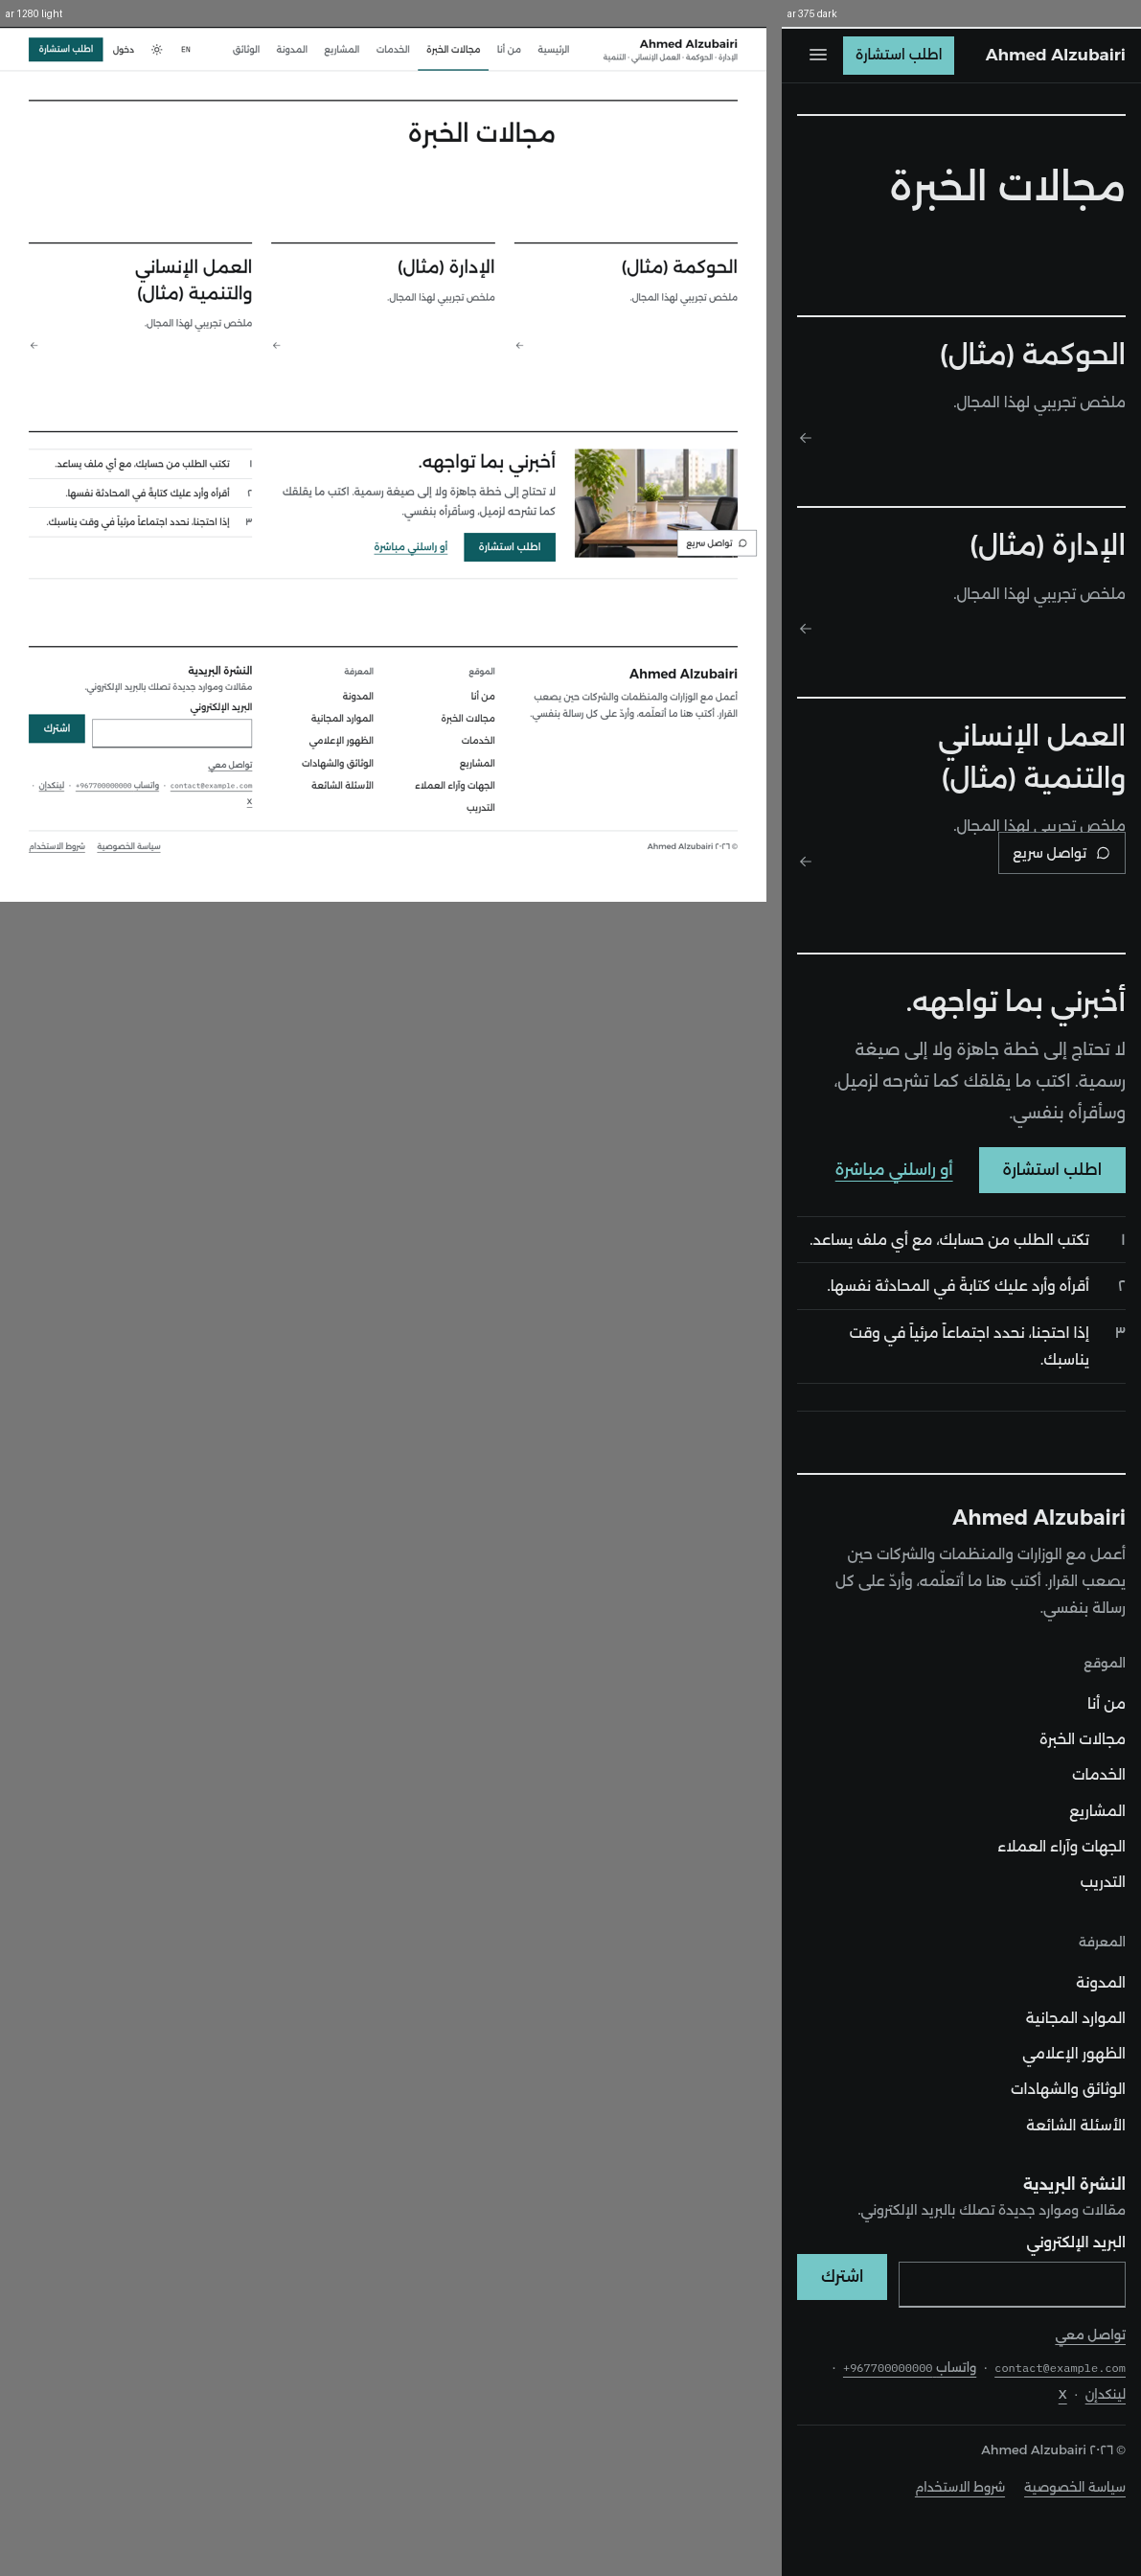 ar 1280 light
Ahmed Alzubairi
الإدارة · الحوكمة · العمل الإنساني · التنمية
الرئيسية
من أنا
مجالات الخبرة
الخدمات
المشاريع
المدونة
الوثائق
EN
دخول
اطلب استشارة
مجالات الخبرة
الحوكمة (مثال)
ملخص تجريبي لهذا المجال.
←
الإدارة (مثال)
ملخص تجريبي لهذا المجال.
←
العمل الإنساني
والتنمية (مثال)
ملخص تجريبي لهذا المجال.
←
تواصل سريع
أخبرني بما تواجهه.
لا تحتاج إلى خطة جاهزة ولا إلى صيغة رسمية. اكتب ما يقلقك
كما تشرحه لزميل، وسأقرأه بنفسي.
اطلب استشارة
أو راسلني مباشرة
١ تكتب الطلب من حسابك، مع أي ملف يساعد.
٢ أقرأه وأرد عليك كتابةً في المحادثة نفسها.
٣ إذا احتجنا، نحدد اجتماعاً مرئياً في وقت يناسبك.
Ahmed Alzubairi
أعمل مع الوزارات والمنظمات والشركات حين يصعب
القرار. أكتب هنا ما أتعلّمه، وأردّ على كل رسالة بنفسي.
الموقع
من أنا
مجالات الخبرة
الخدمات
المشاريع
الجهات وآراء العملاء
التدريب
المعرفة
المدونة
الموارد المجانية
الظهور الإعلامي
الوثائق والشهادات
الأسئلة الشائعة
النشرة البريدية
مقالات وموارد جديدة تصلك بالبريد الإلكتروني.
البريد الإلكتروني
اشترك
تواصل معي
contact@example.com · واتساب +967700000000 · لينكدإن ·
X
© ٢٠٢٦ Ahmed Alzubairi
سياسة الخصوصية
شروط الاستخدام
ar 375 dark
Ahmed Alzubairi
اطلب استشارة
مجالات الخبرة
الحوكمة (مثال)
ملخص تجريبي لهذا المجال.
←
الإدارة (مثال)
ملخص تجريبي لهذا المجال.
←
العمل الإنساني
والتنمية (مثال)
ملخص تجريبي لهذا المجال.
تواصل سريع
←
أخبرني بما تواجهه.
لا تحتاج إلى خطة جاهزة ولا إلى صيغة
رسمية. اكتب ما يقلقك كما تشرحه لزميل،
وسأقرأه بنفسي.
اطلب استشارة
أو راسلني مباشرة
١ تكتب الطلب من حسابك، مع أي ملف يساعد.
٢ أقرأه وأرد عليك كتابةً في المحادثة نفسها.
٣ إذا احتجنا، نحدد اجتماعاً مرئياً في وقت
يناسبك.
Ahmed Alzubairi
أعمل مع الوزارات والمنظمات والشركات حين
يصعب القرار. أكتب هنا ما أتعلّمه، وأردّ على كل
رسالة بنفسي.
الموقع
من أنا
مجالات الخبرة
الخدمات
المشاريع
الجهات وآراء العملاء
التدريب
المعرفة
المدونة
الموارد المجانية
الظهور الإعلامي
الوثائق والشهادات
الأسئلة الشائعة
النشرة البريدية
مقالات وموارد جديدة تصلك بالبريد الإلكتروني.
البريد الإلكتروني
اشترك
تواصل معي
contact@example.com · واتساب +967700000000 ·
لينكدإن · X
© ٢٠٢٦ Ahmed Alzubairi
سياسة الخصوصية
شروط الاستخدام